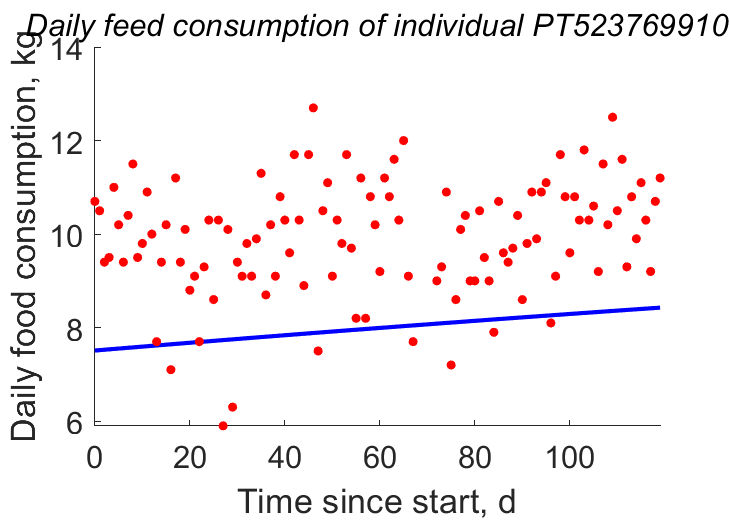 Daily feed consumption of individual PT523769910
Daily food consumption, kg
14
12
10
8
6
0 20 40 60 80 100
Time since start, d